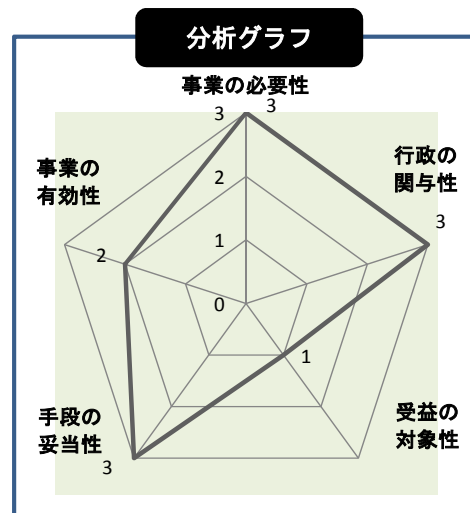 分析グラフ
事業の必要性
3
3
行政の
関与性
事業の
有効性
2
3
2
1
0
1
受益の
対象性
手段の
妥当性
3